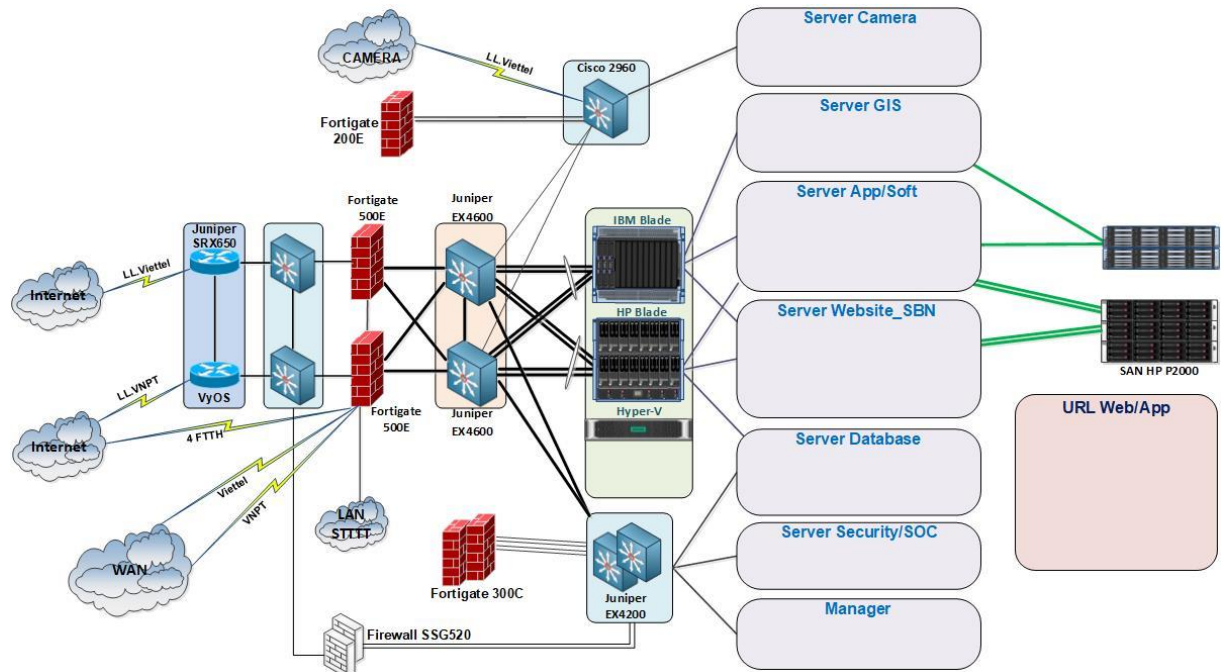 Server Camera
CAMERA
LL.Viettel
Cisco 2960
Fortigate
200E
Server GIS
Server App/Soft
Juniper
SRX650
Fortigate
500E
Juniper
EX4600
IBM Blade
LL.Viettel
Internet
HP Blade
Server Website_SBN
SAN HP P2000
LL.VNPT
VyOS
Internet
4 FTTH
Fortigate
500E
Juniper
EX4600
Hyper-V
URL Web/App
Server Database
Viettel
VNPT
WAN
LAN
STTTT
Server Security/SOC
Fortigate 300C
Juniper
EX4200
Manager
Firewall SSG520